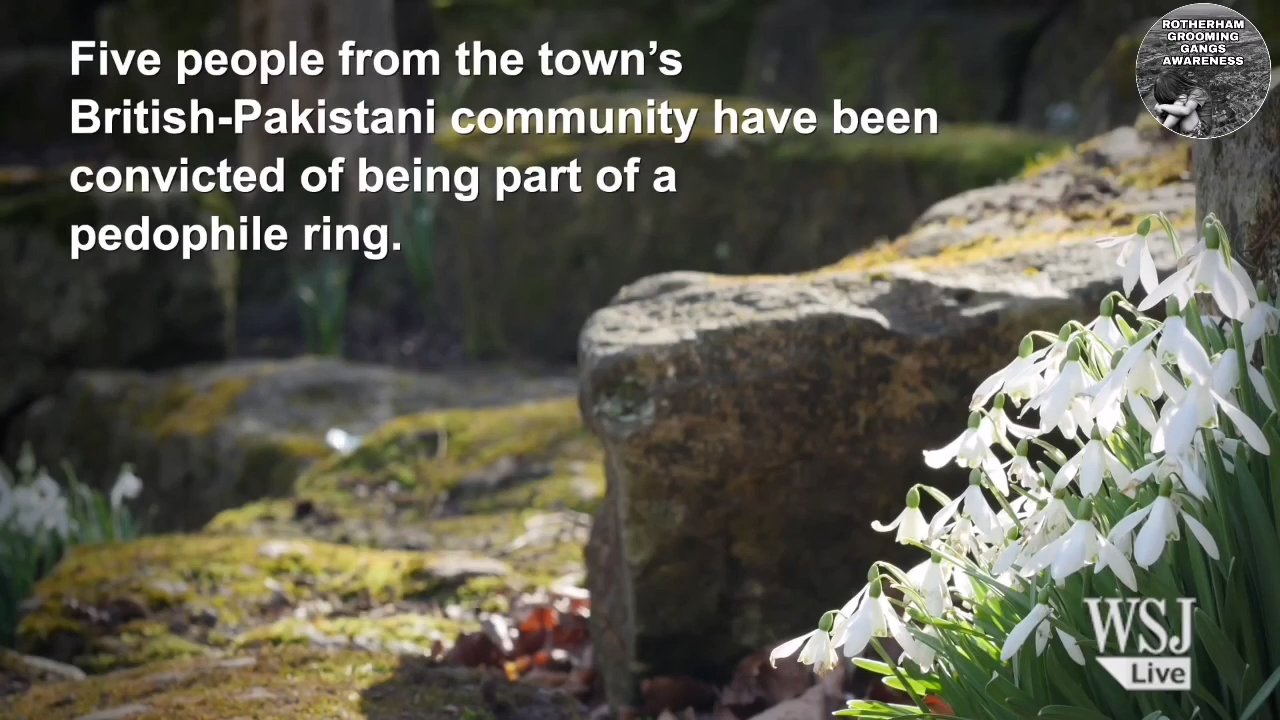 Five people from the town's
British-Pakistani community have been
convicted of being part of a
pedophile ring.
ROTHERHAM
GROOMING
GANGS
AWARENESS
WSJ
Live